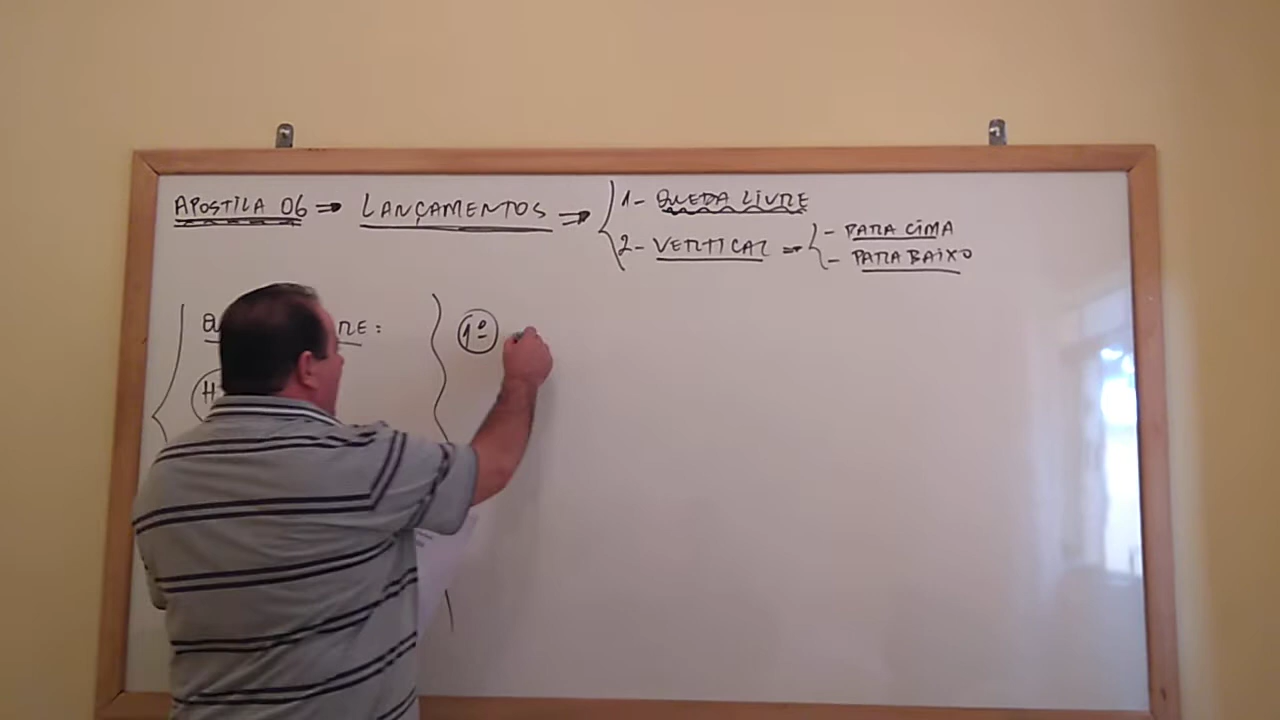 APOSTILA 06 ⇒ LANÇAMENTOS ⇒
1- QUEDA LIVRE
2- VERTICAL ⇒
- PARA CIMA
- PARA BAIXO
1º